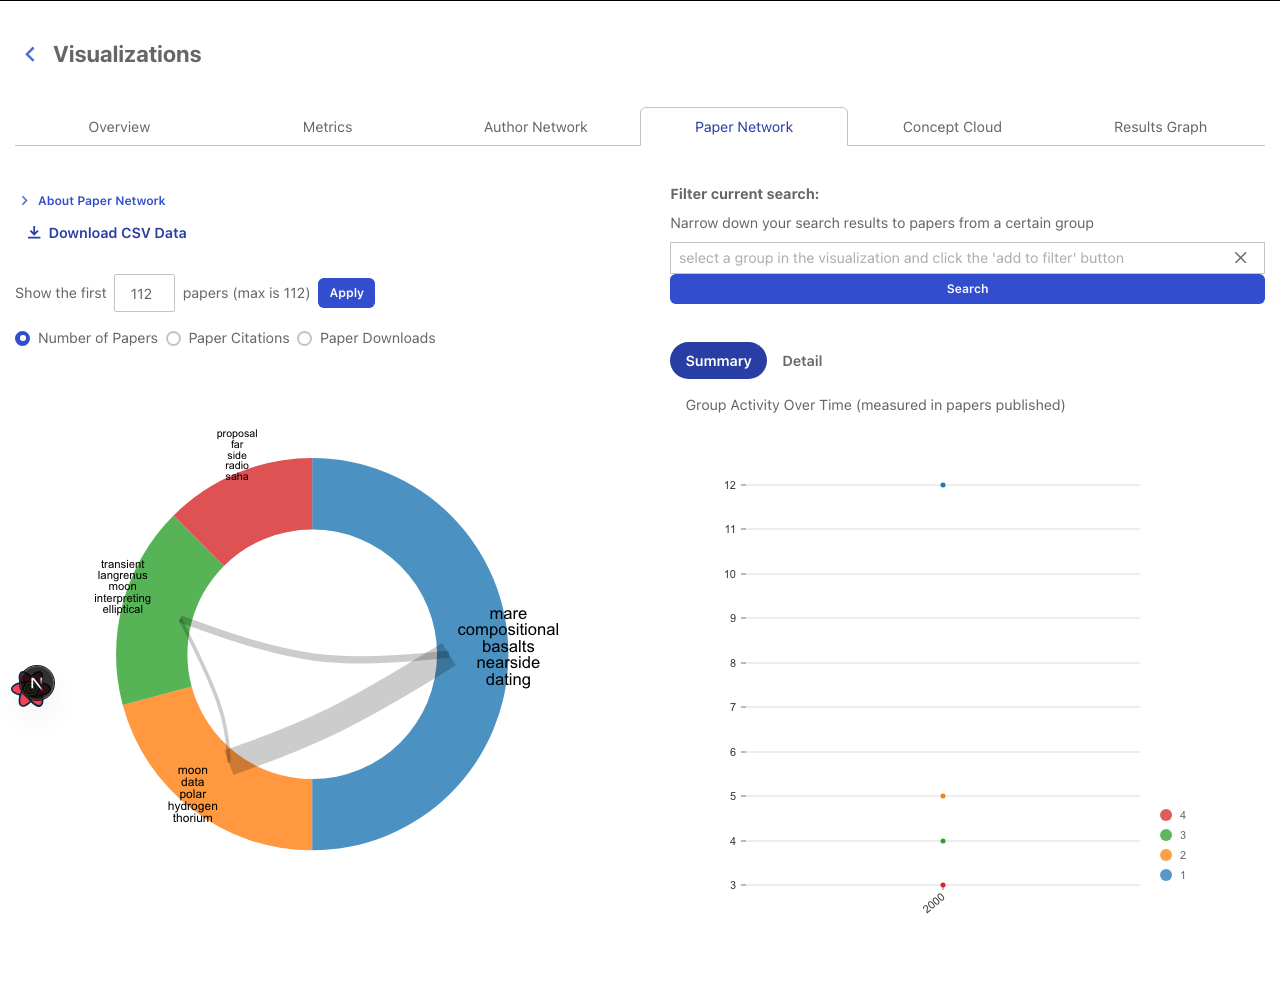 Visualizations
Overview
Metrics
Author Network
Paper Network
Concept Cloud
Results Graph
About Paper Network
Download CSV Data
Show the first 112 papers (max is 112) Apply
Number of Papers Paper Citations Paper Downloads
proposal
far
side
radio
saha
transient
langrenus
moon
interpreting
elliptical
mare
compositional
basalts
nearside
dating
moon
data
polar
hydrogen
thorium
N
Filter current search:
Narrow down your search results to papers from a certain group
select a group in the visualization and click the 'add to filter' button
Search
Summary Detail
Group Activity Over Time (measured in papers published)
12
11
10
9
8
7
6
5
4
3
2000
4
3
2
1